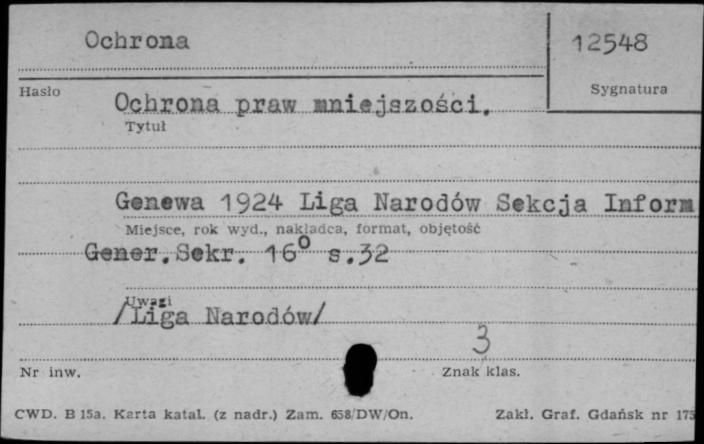 Ochrona
12548
Hasło
Sygnatura
Ochrona praw mniejszości.
Tytuł
Genewa 1924 Liga Narodów Sekcja Inform
Miejsce, rok wyd., nakładca, format, objętość
Gener.Sekr. 16° s.32
Uwagi
/Liga Narodów/
3
Nr inw.
Znak klas.
CWD. B 15a. Karta katal. (z nadr.) Zam. 658/DW/On.
Zakł. Graf. Gdańsk nr 175